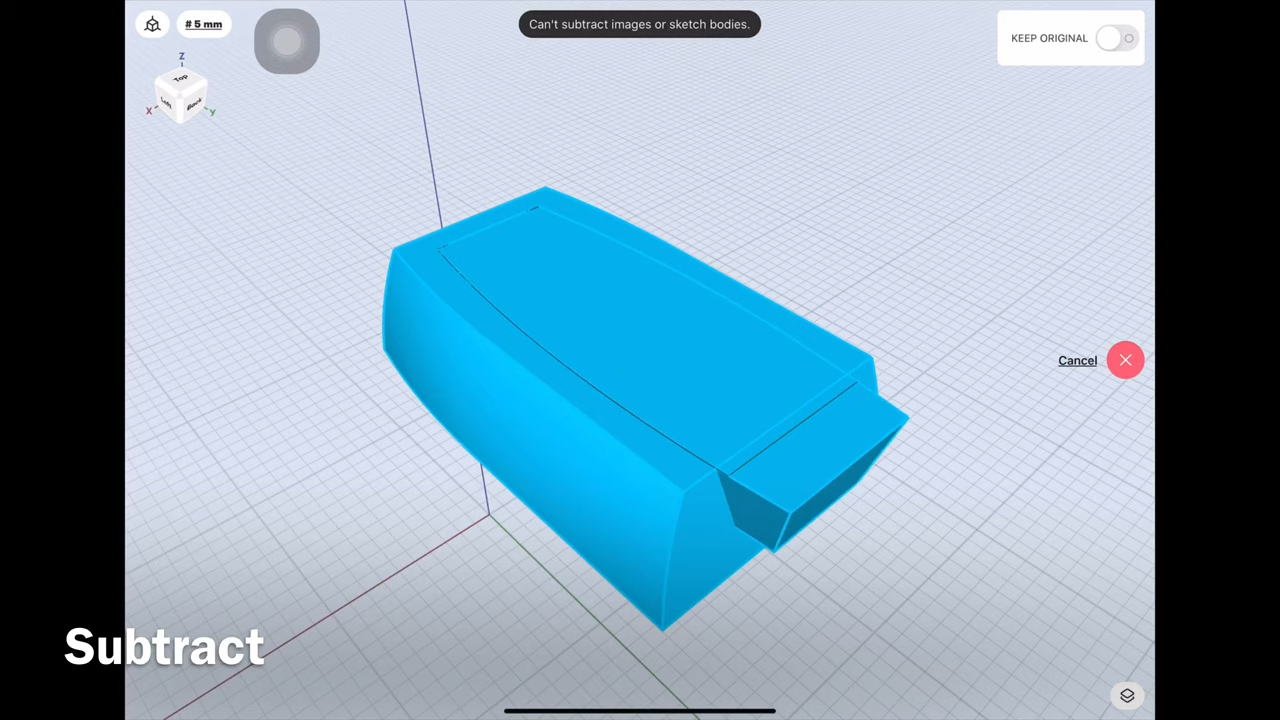 # 5 mm
Can't subtract images or sketch bodies.
KEEP ORIGINAL
Z
Top
Left
Back
X
Y
Cancel
Subtract